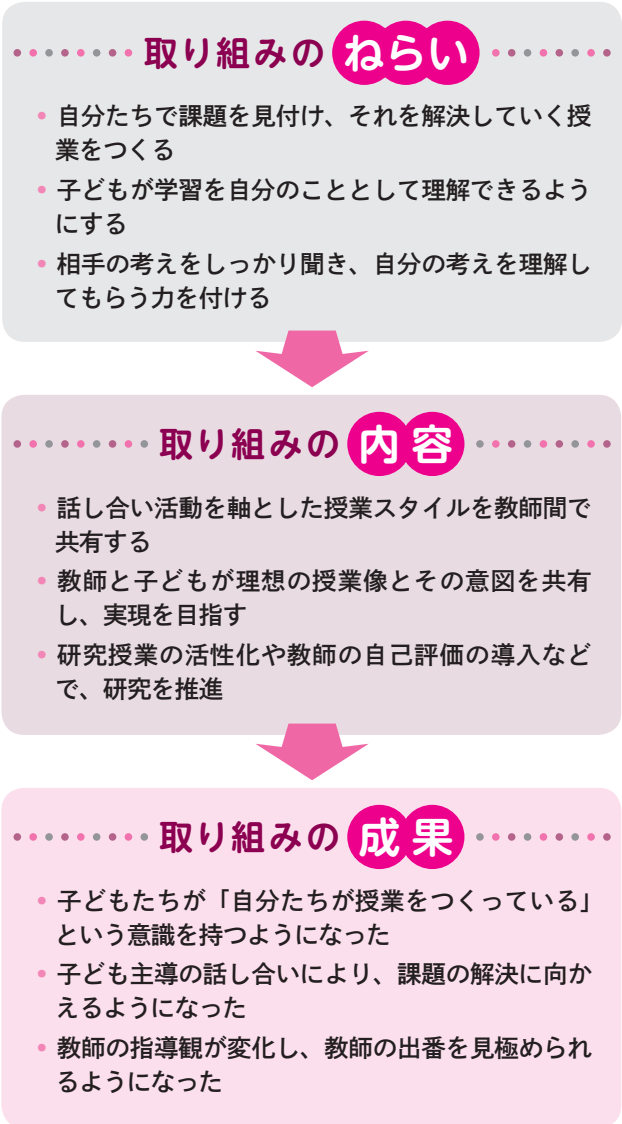 取り組みの ねらい
• 自分たちで課題を見付け、それを解決していく授
業をつくる
• 子どもが学習を自分のこととして理解できるよう
にする
• 相手の考えをしっかり聞き、自分の考えを理解し
てもらう力を付ける
取り組みの 内容
• 話し合い活動を軸とした授業スタイルを教師間で
共有する
• 教師と子どもが理想の授業像とその意図を共有
し、実現を目指す
• 研究授業の活性化や教師の自己評価の導入など
で、研究を推進
取り組みの 成果
• 子どもたちが「自分たちが授業をつくっている」
という意識を持つようになった
• 子ども主導の話し合いにより、課題の解決に向か
えるようになった
• 教師の指導観が変化し、教師の出番を見極められ
るようになった